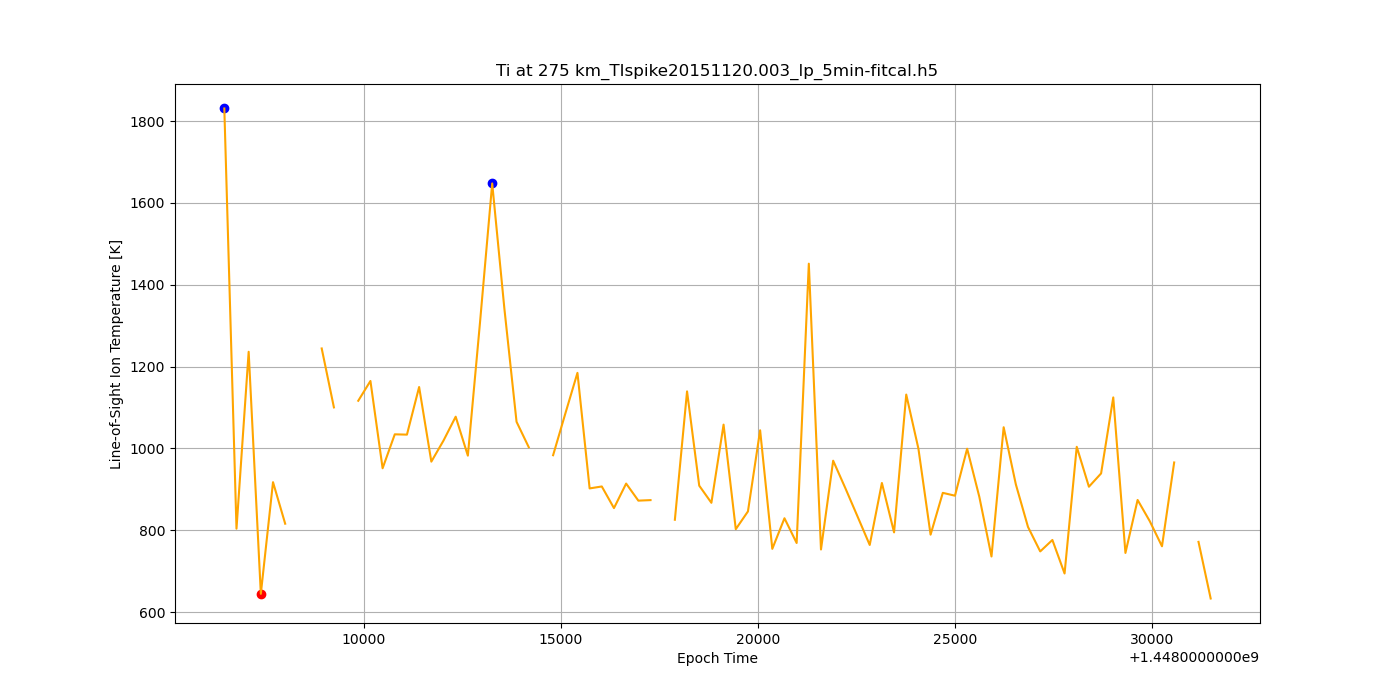 Ti at 275 km_TIspike20151120.003_lp_5min-fitcal.h5
Line-of-Sight Ion Temperature [K]
1800
1600
1400
1200
1000
800
600
10000 15000 20000 25000 30000
Epoch Time
+1.4480000000e9